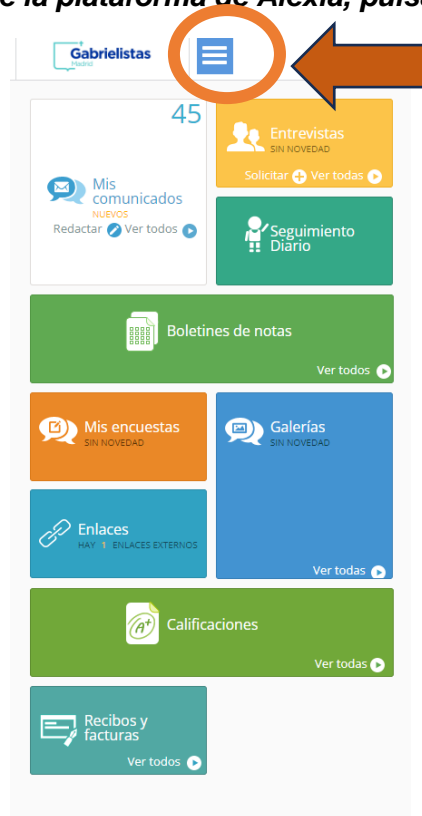 e la plataforma de Alexia, puls
Gabrielistas
Madrid
45
Mis
comunicados
NUEVOS
Redactar Ver todos
Entrevistas
SIN NOVEDAD
Solicitar Ver todas
Seguimiento
Diario
Boletines de notas
Ver todos
Mis encuestas
SIN NOVEDAD
Galerías
SIN NOVEDAD
Ver todas
Enlaces
HAY 1 ENLACES EXTERNOS
A+
Calificaciones
Ver todas
Recibos y
facturas
Ver todos